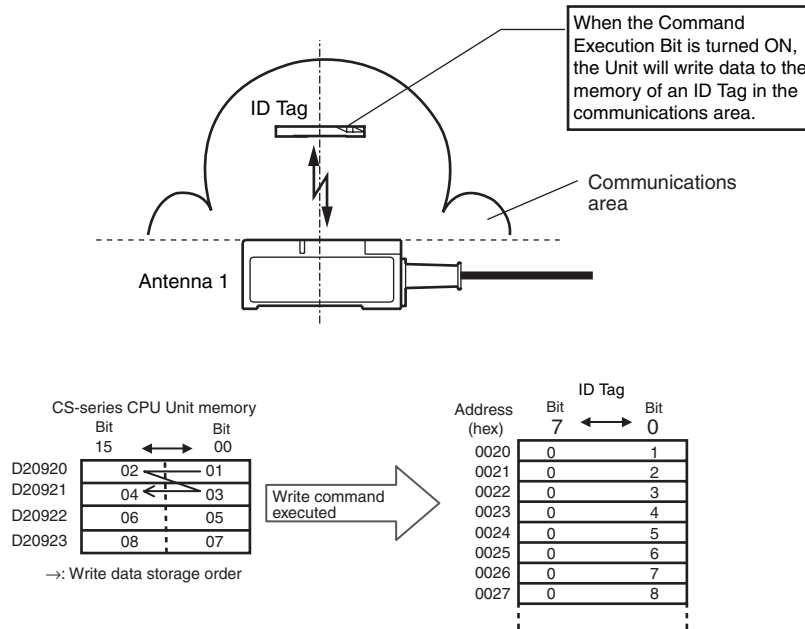 When the Command
Execution Bit is turned ON,
the Unit will write data to the
memory of an ID Tag in the
communications area.
ID Tag
Communications
area
Antenna 1
CS-series CPU Unit memory
Bit Bit
15 00
D20920 02 01
D20921 04 03
D20922 06 05
D20923 08 07
→: Write data storage order
Write command
executed
ID Tag
Address Bit Bit
(hex) 7 0
0020 0 1
0021 0 2
0022 0 3
0023 0 4
0024 0 5
0025 0 6
0026 0 7
0027 0 8